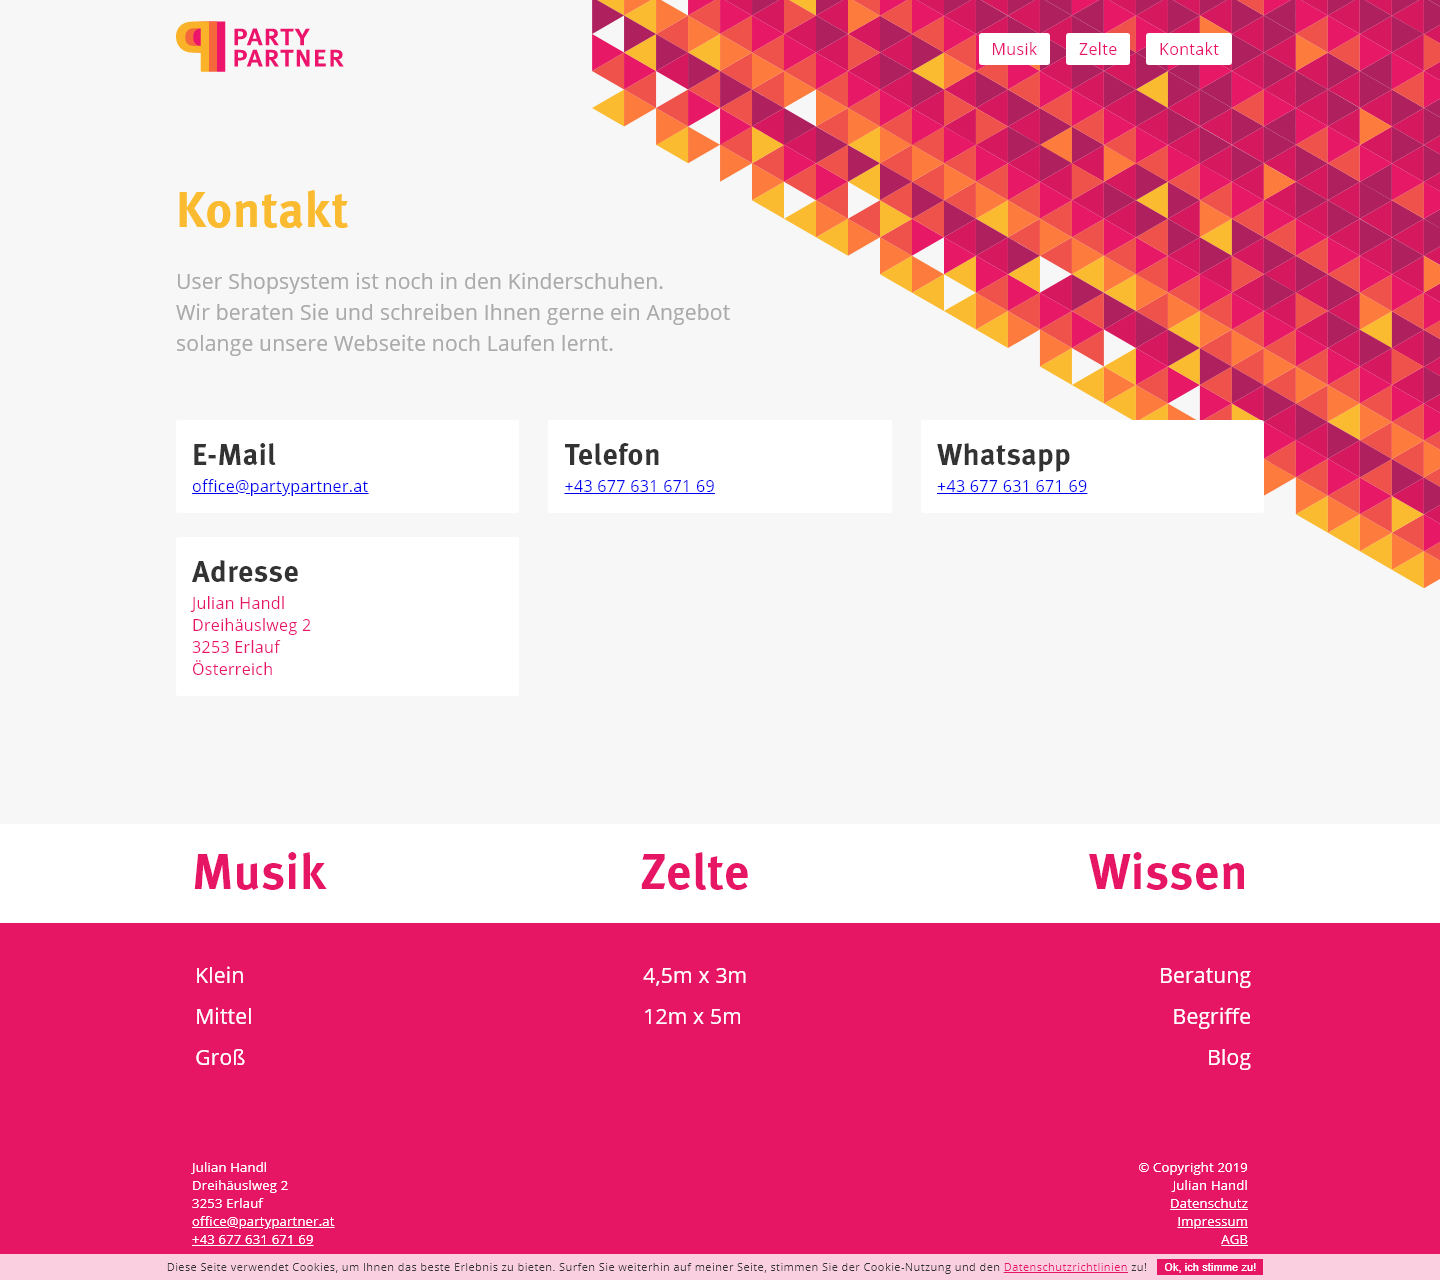 PARTY
PARTNER
Musik
Zelte
Kontakt
Kontakt
User Shopsystem ist noch in den Kinderschuhen.
Wir beraten Sie und schreiben Ihnen gerne ein Angebot
solange unsere Webseite noch Laufen lernt.
E-Mail
office@partypartner.at
Telefon
+43 677 631 671 69
Whatsapp
+43 677 631 671 69
Adresse
Julian Handl
Dreihäuslweg 2
3253 Erlauf
Österreich
Musik
Zelte
Wissen
Klein
Mittel
Groß
4,5m x 3m
12m x 5m
Beratung
Begriffe
Blog
Julian Handl
Dreihäuslweg 2
3253 Erlauf
office@partypartner.at
+43 677 631 671 69
© Copyright 2019
Julian Handl
Datenschutz
Impressum
AGB
Diese Seite verwendet Cookies, um Ihnen das beste Erlebnis zu bieten. Surfen Sie weiterhin auf meiner Seite, stimmen Sie der Cookie-Nutzung und den Datenschutzrichtlinien zu!
Ok, ich stimme zu!